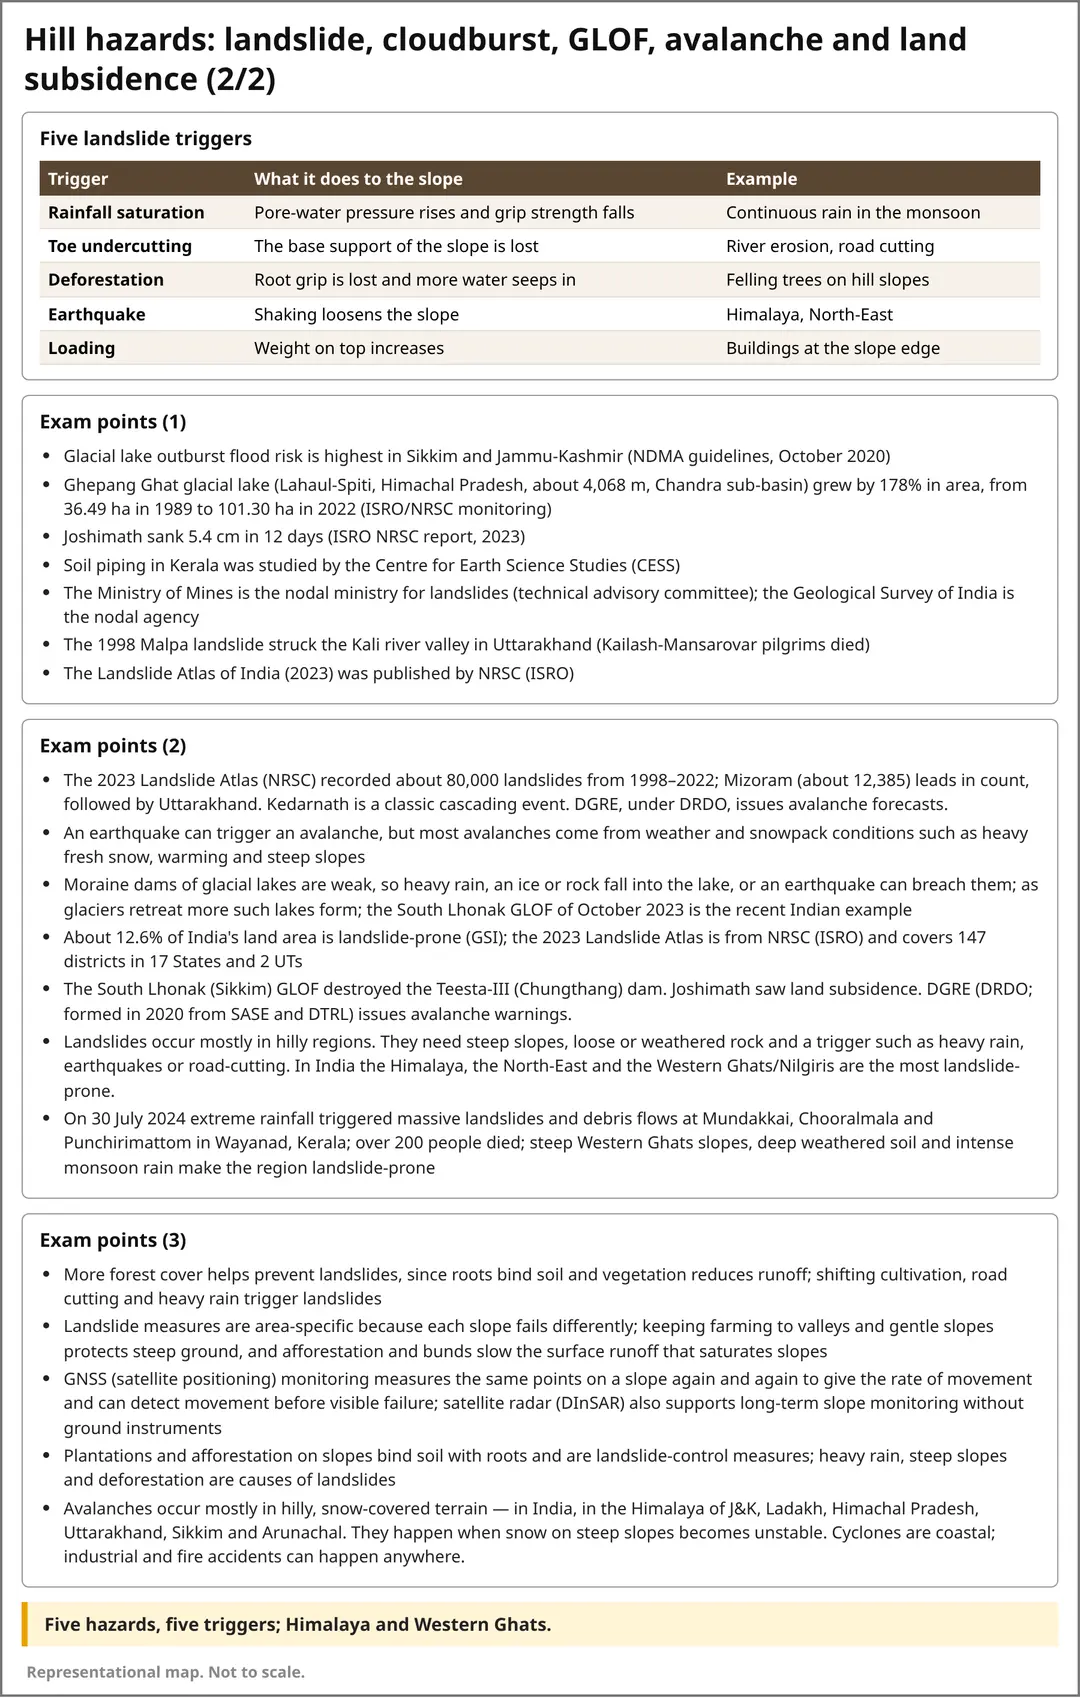 Hill hazards: landslide, cloudburst, GLOF, avalanche and land
subsidence (2/2)
Five landslide triggers
Trigger What it does to the slope Example
Rainfall saturation Pore-water pressure rises and grip strength falls Continuous rain in the monsoon
Toe undercutting The base support of the slope is lost River erosion, road cutting
Deforestation Root grip is lost and more water seeps in Felling trees on hill slopes
Earthquake Shaking loosens the slope Himalaya, North-East
Loading Weight on top increases Buildings at the slope edge
Exam points (1)
• Glacial lake outburst flood risk is highest in Sikkim and Jammu-Kashmir (NDMA guidelines, October 2020)
• Ghepang Ghat glacial lake (Lahaul-Spiti, Himachal Pradesh, about 4,068 m, Chandra sub-basin) grew by 178% in area, from
36.49 ha in 1989 to 101.30 ha in 2022 (ISRO/NRSC monitoring)
• Joshimath sank 5.4 cm in 12 days (ISRO NRSC report, 2023)
• Soil piping in Kerala was studied by the Centre for Earth Science Studies (CESS)
• The Ministry of Mines is the nodal ministry for landslides (technical advisory committee); the Geological Survey of India is
the nodal agency
• The 1998 Malpa landslide struck the Kali river valley in Uttarakhand (Kailash-Mansarovar pilgrims died)
• The Landslide Atlas of India (2023) was published by NRSC (ISRO)
Exam points (2)
• The 2023 Landslide Atlas (NRSC) recorded about 80,000 landslides from 1998–2022; Mizoram (about 12,385) leads in count,
followed by Uttarakhand. Kedarnath is a classic cascading event. DGRE, under DRDO, issues avalanche forecasts.
• An earthquake can trigger an avalanche, but most avalanches come from weather and snowpack conditions such as heavy
fresh snow, warming and steep slopes
• Moraine dams of glacial lakes are weak, so heavy rain, an ice or rock fall into the lake, or an earthquake can breach them; as
glaciers retreat more such lakes form; the South Lhonak GLOF of October 2023 is the recent Indian example
• About 12.6% of India's land area is landslide-prone (GSI); the 2023 Landslide Atlas is from NRSC (ISRO) and covers 147
districts in 17 States and 2 UTs
• The South Lhonak (Sikkim) GLOF destroyed the Teesta-III (Chungthang) dam. Joshimath saw land subsidence. DGRE (DRDO;
formed in 2020 from SASE and DTRL) issues avalanche warnings.
• Landslides occur mostly in hilly regions. They need steep slopes, loose or weathered rock and a trigger such as heavy rain,
earthquakes or road-cutting. In India the Himalaya, the North-East and the Western Ghats/Nilgiris are the most landslide-
prone.
• On 30 July 2024 extreme rainfall triggered massive landslides and debris flows at Mundakkai, Chooralmala and
Punchirimattom in Wayanad, Kerala; over 200 people died; steep Western Ghats slopes, deep weathered soil and intense
monsoon rain make the region landslide-prone
Exam points (3)
• More forest cover helps prevent landslides, since roots bind soil and vegetation reduces runoff; shifting cultivation, road
cutting and heavy rain trigger landslides
• Landslide measures are area-specific because each slope fails differently; keeping farming to valleys and gentle slopes
protects steep ground, and afforestation and bunds slow the surface runoff that saturates slopes
• GNSS (satellite positioning) monitoring measures the same points on a slope again and again to give the rate of movement
and can detect movement before visible failure; satellite radar (DInSAR) also supports long-term slope monitoring without
ground instruments
• Plantations and afforestation on slopes bind soil with roots and are landslide-control measures; heavy rain, steep slopes
and deforestation are causes of landslides
• Avalanches occur mostly in hilly, snow-covered terrain — in India, in the Himalaya of J&K, Ladakh, Himachal Pradesh,
Uttarakhand, Sikkim and Arunachal. They happen when snow on steep slopes becomes unstable. Cyclones are coastal;
industrial and fire accidents can happen anywhere.
Five hazards, five triggers; Himalaya and Western Ghats.
Representational map. Not to scale.